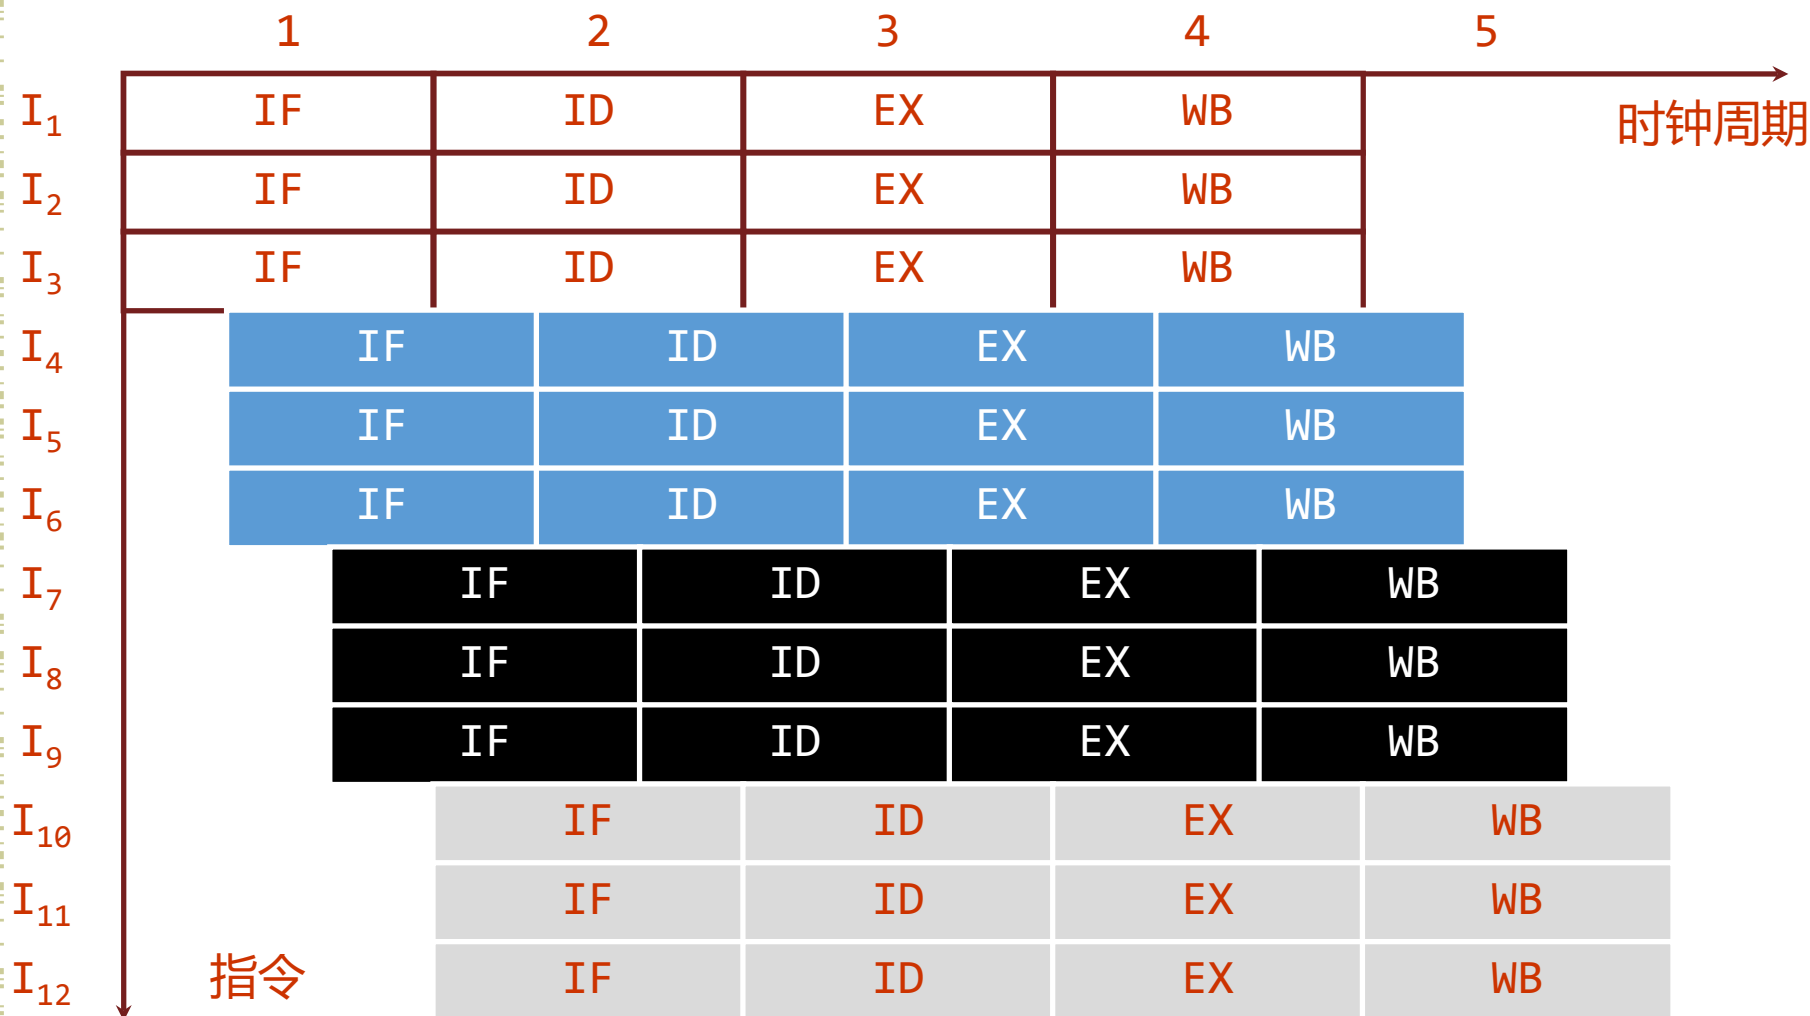 1 2 3 4 5
I1 IF ID EX WB
时钟周期
I2 IF ID EX WB
I3 IF ID EX WB
I4 IF ID EX WB
I5 IF ID EX WB
I6 IF ID EX WB
I7 IF ID EX WB
I8 IF ID EX WB
I9 IF ID EX WB
I10 IF ID EX WB
I11 IF ID EX WB
指令
I12 IF ID EX WB